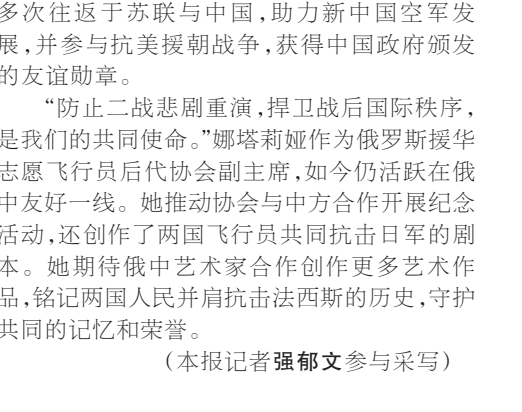 多次往返于苏联与中国，助力新中国空军发
展，并参与抗美援朝战争，获得中国政府颁发
的友谊勋章。
“防止二战悲剧重演，捍卫战后国际秩序，
是我们的共同使命。”娜塔莉娅作为俄罗斯援华
志愿飞行员后代协会副主席，如今仍活跃在俄
中友好一线。她推动协会与中方合作开展纪念
活动，还创作了两国飞行员共同抗击日军的剧
本。她期待俄中艺术家合作创作更多艺术作
品，铭记两国人民并肩抗击法西斯的历史，守护
共同的记忆和荣誉。
（本报记者强郁文参与采写）